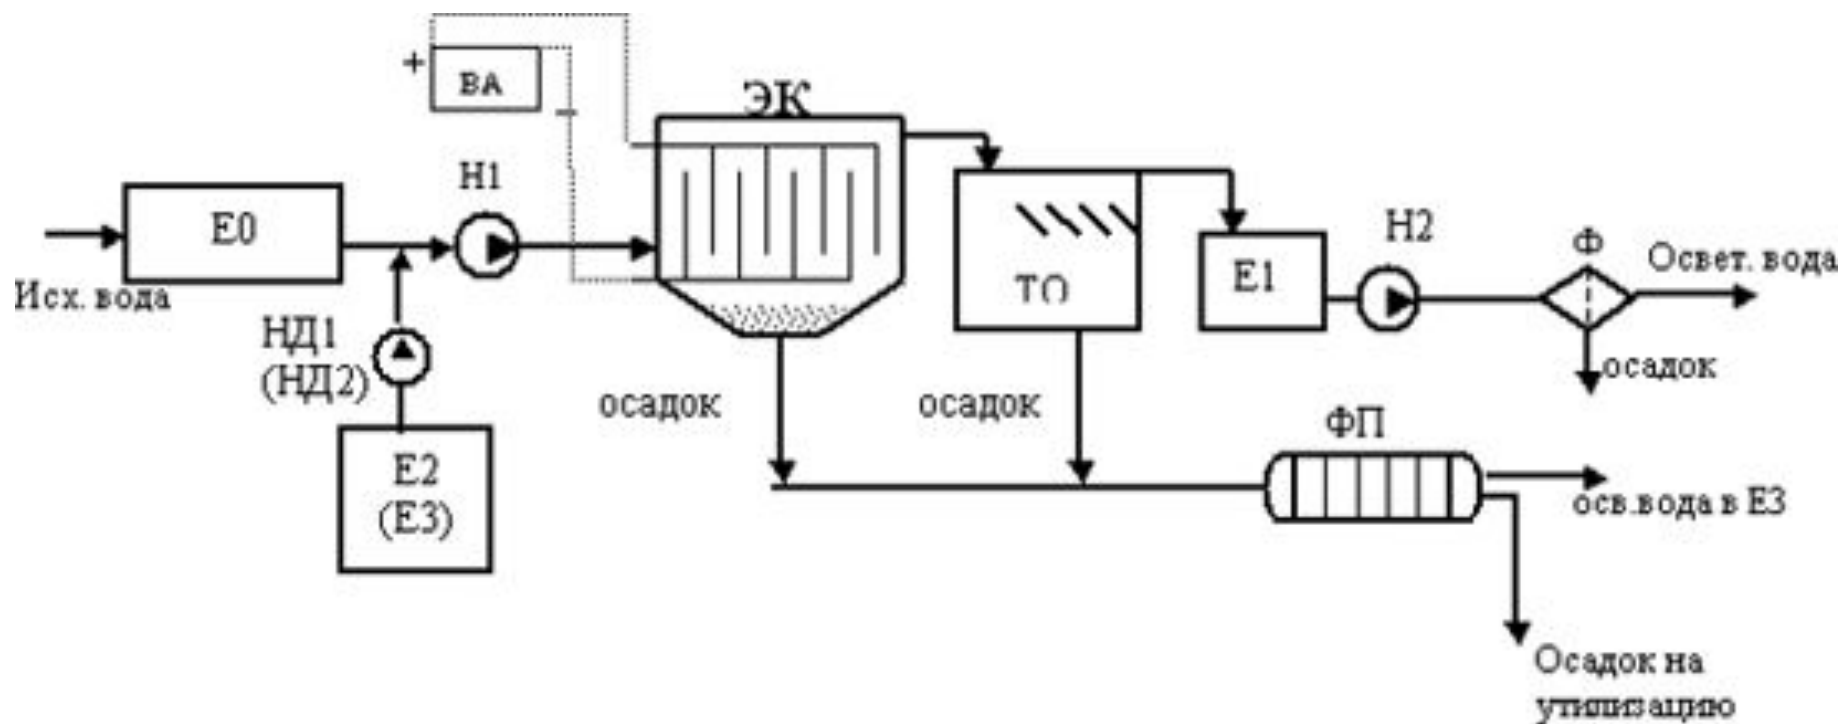 +
ВА
–
ЭК
Н1
Е0
Исх. вода
НД1
(НД2)
Е2
(Е3)
осадок
ТО
осадок
Е1
Н2
Ф
Освет. вода
осадок
ФП
осв.вода в Е3
Осадок на
утилизацию